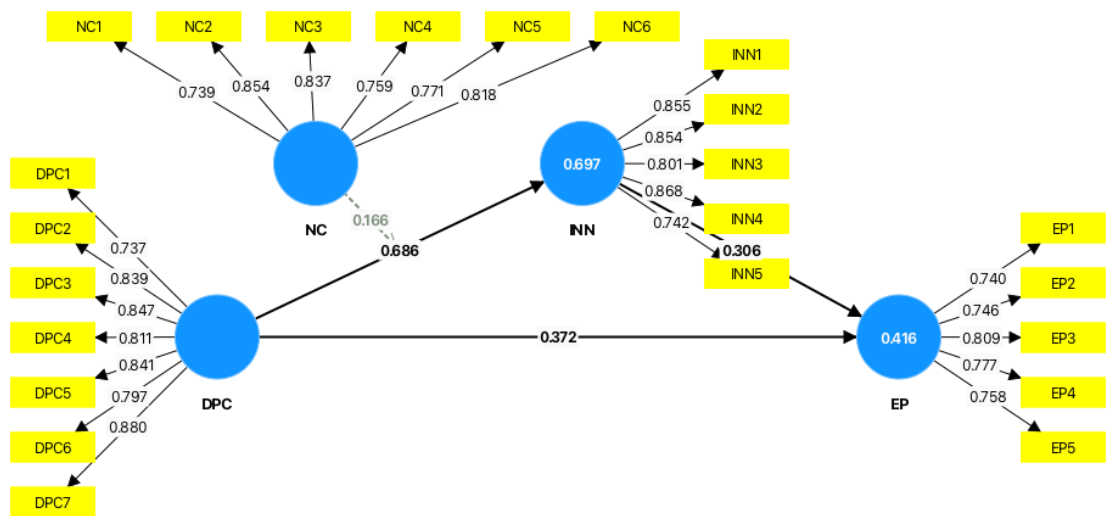 NC1
NC2
NC3
NC4
NC5
NC6
0.739
0.854
0.837
0.759
0.771
0.818
NC
0.166
0.686
INN1
INN2
INN3
INN4
INN5
0.855
0.854
0.801
0.868
0.742
0.697
INN
0.306
DPC1
DPC2
DPC3
DPC4
DPC5
DPC6
DPC7
0.737
0.839
0.847
0.811
0.841
0.797
0.880
DPC
0.372
0.416
EP
0.740
0.746
0.809
0.777
0.758
EP1
EP2
EP3
EP4
EP5